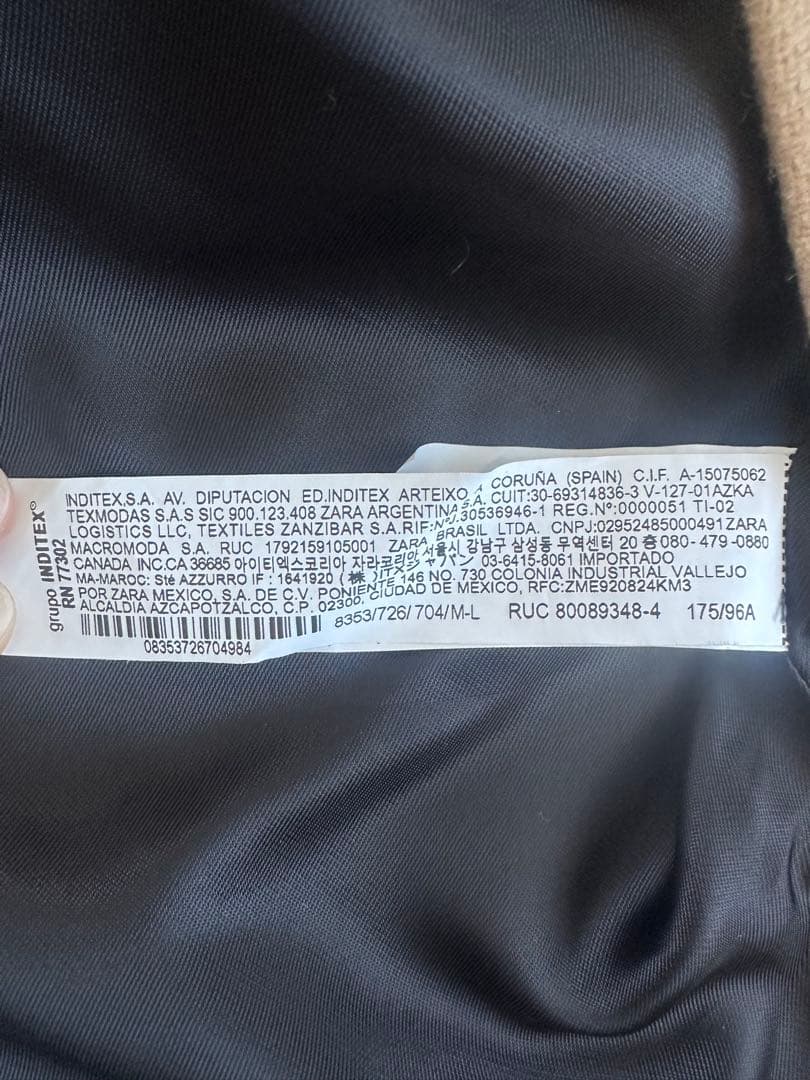 grupo INDITEX®
RN 77302
INDITEX,S.A. AV. DIPUTACION ED.INDITEX ARTEIXO A CORUÑA (SPAIN) C.I.F. A-15075062
TEXMODAS S.A.S SIC 900.123.408 ZARA ARGENTINA S.A. CUIT:30-69314836-3 V-127-01AZKA
LOGISTICS LLC, TEXTILES ZANZIBAR S.A.RIF:Nº J.30536946-1 REG.Nº:0000051 TI-02
MACROMODA S.A. RUC 1792159105001 ZARA BRASIL LTDA. CNPJ:02952485000491ZARA
CANADA INC.CA 36685 아이티엑스코리아 자라코리아 서울시 강남구 삼성동 무역센터 20 층 080- 479 -0880
MA-MAROC: Sté AZZURRO IF : 1641920 (株) ITXジャパン 03-6415-8061 IMPORTADO
POR ZARA MEXICO, S.A. DE C.V. PONIENTE 146 NO. 730 COLONIA INDUSTRIAL VALLEJO
ALCALDIA AZCAPOTZALCO, C.P. 02300, CIUDAD DE MEXICO, RFC:ZME920824KM3
8353/726/704/M-L RUC 80089348-4 175/96A
08353726704984